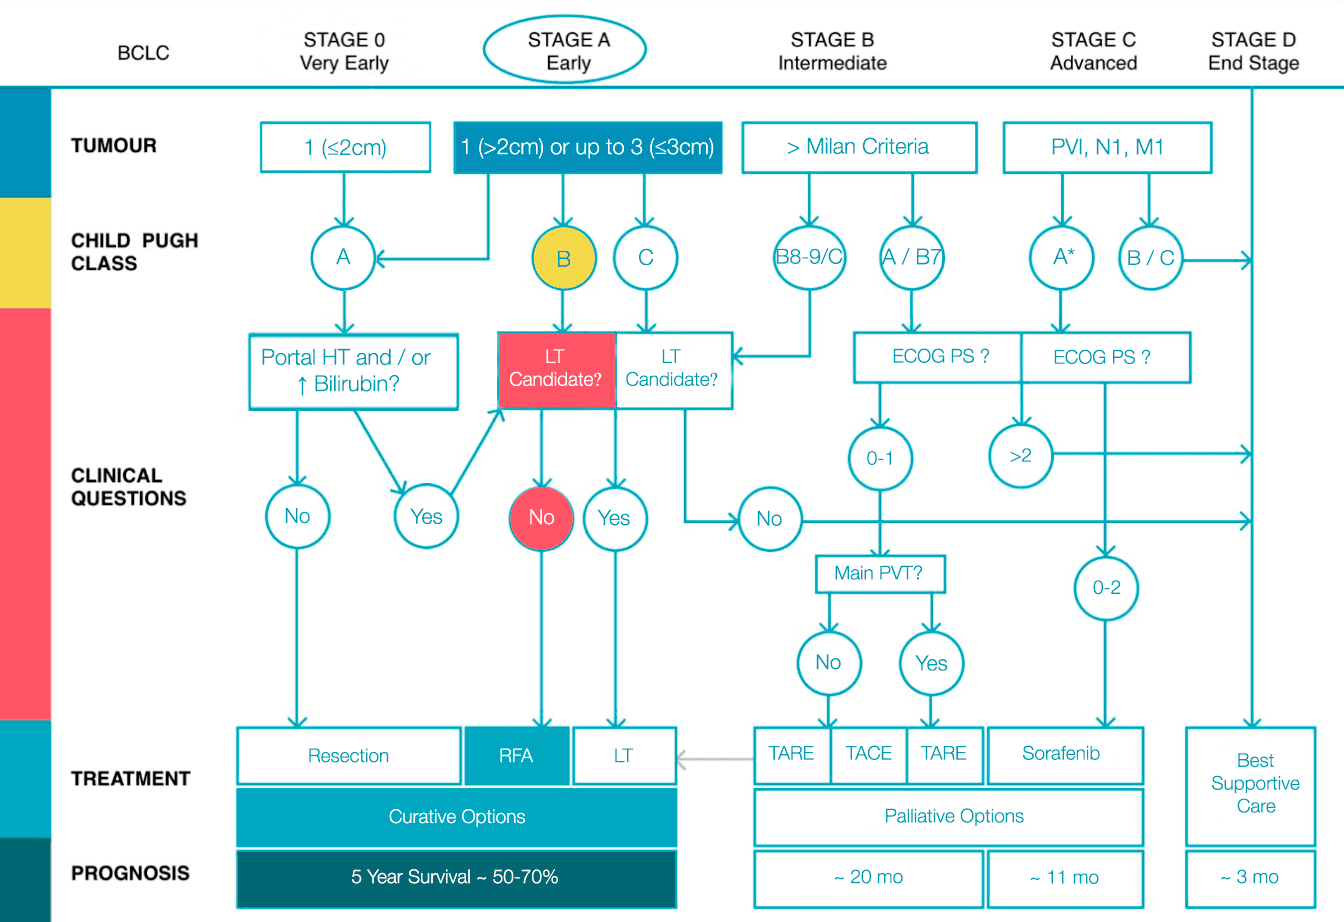 BCLC
STAGE 0
Very Early
STAGE A
Early
STAGE B
Intermediate
STAGE C
Advanced
STAGE D
End Stage
TUMOUR
1 (≤2cm)
1 (>2cm) or up to 3 (≤3cm)
> Milan Criteria
PVI, N1, M1
CHILD PUGH
CLASS
A
B
C
B8-9/C
A / B7
A*
B / C
Portal HT and / or
↑ Bilirubin?
LT
Candidate?
LT
Candidate?
ECOG PS ?
ECOG PS ?
CLINICAL
QUESTIONS
0-1
>2
No
Yes
No
Yes
No
Main PVT?
0-2
No
Yes
TREATMENT
Resection
RFA
LT
TARE
TACE
TARE
Sorafenib
Best
Supportive
Care
Curative Options
Palliative Options
PROGNOSIS
5 Year Survival ~ 50-70%
~ 20 mo
~ 11 mo
~ 3 mo